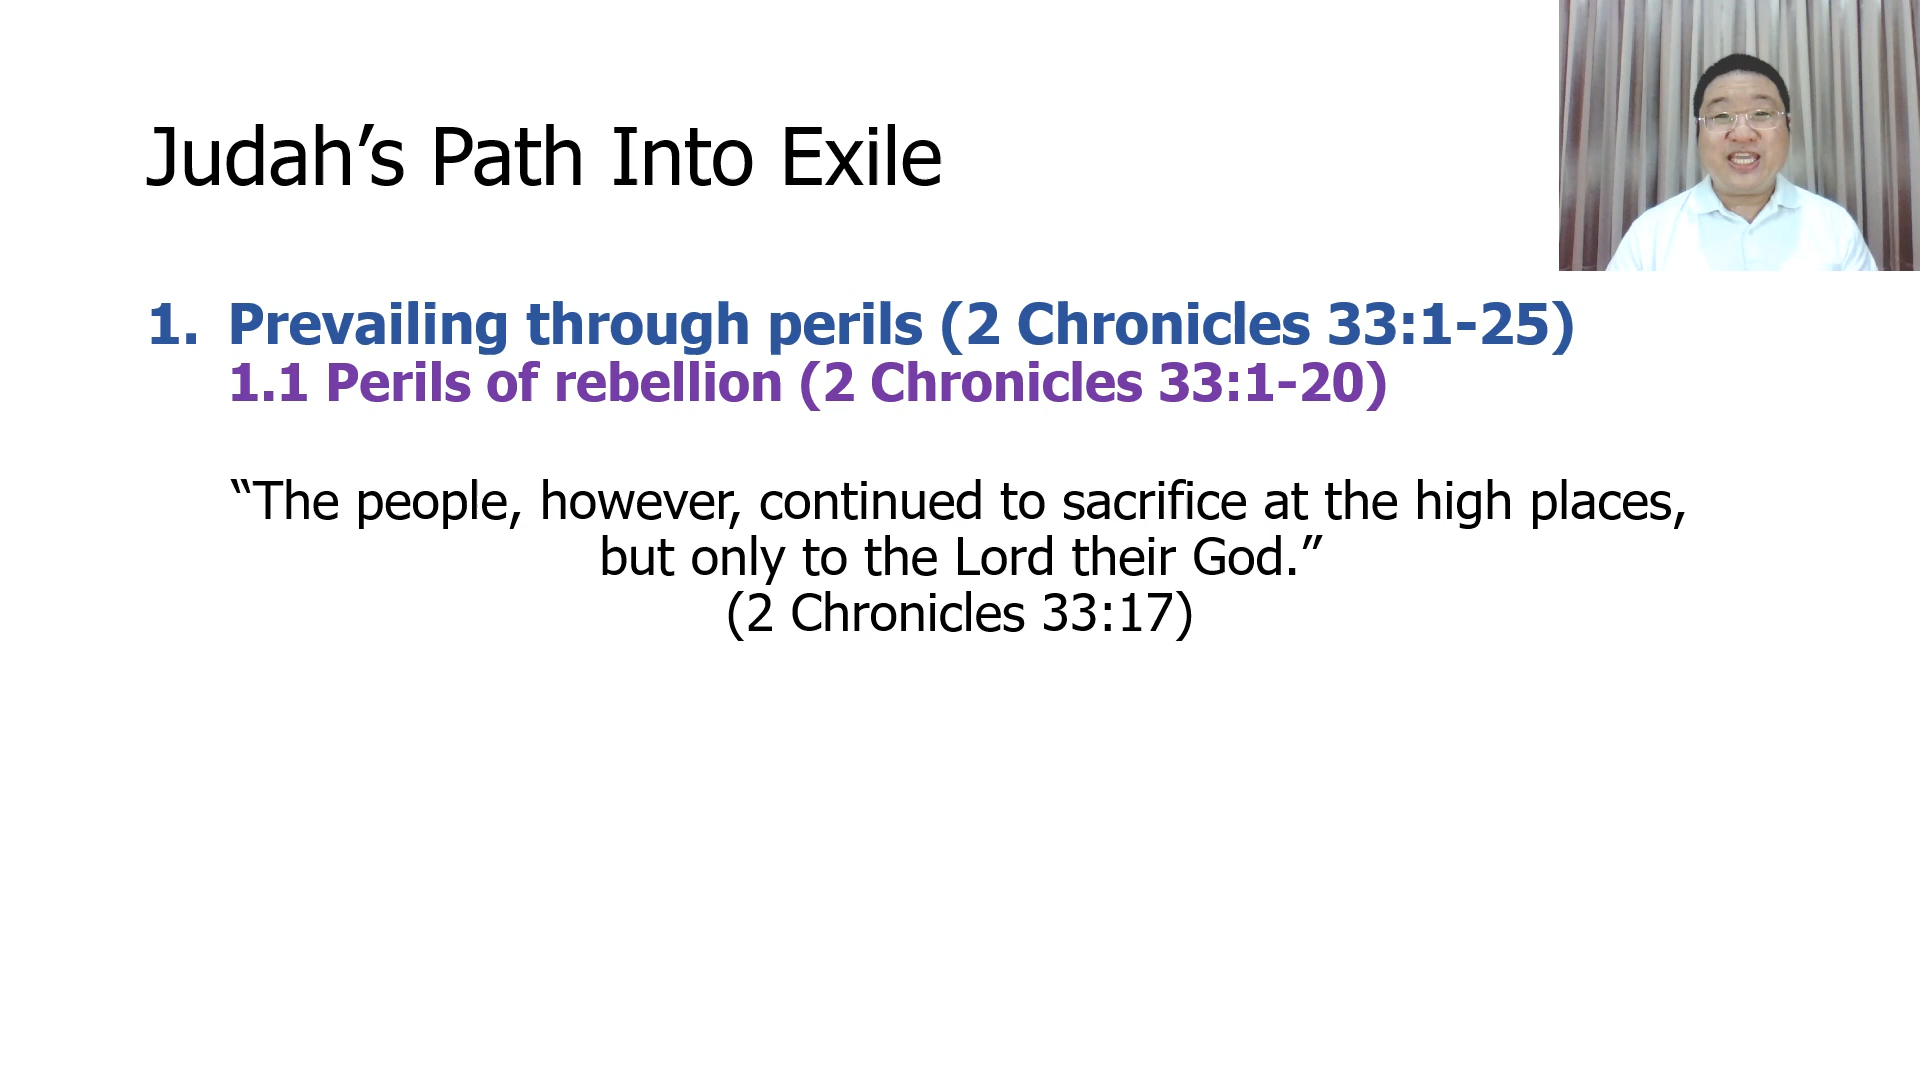 Judah’s Path Into Exile
1. Prevailing through perils (2 Chronicles 33:1-25)
1.1 Perils of rebellion (2 Chronicles 33:1-20)
“The people, however, continued to sacrifice at the high places,
but only to the Lord their God.”
(2 Chronicles 33:17)